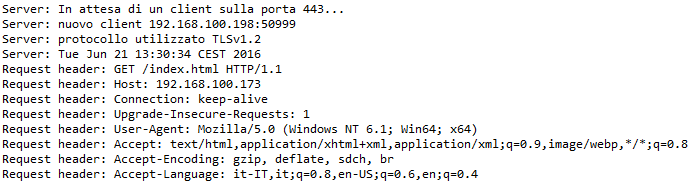 Server: In attesa di un client sulla porta 443...
Server: nuovo client 192.168.100.198:50999
Server: protocollo utilizzato TLSv1.2
Server: Tue Jun 21 13:30:34 CEST 2016
Request header: GET /index.html HTTP/1.1
Request header: Host: 192.168.100.173
Request header: Connection: keep-alive
Request header: Upgrade-Insecure-Requests: 1
Request header: User-Agent: Mozilla/5.0 (Windows NT 6.1; Win64; x64)
Request header: Accept: text/html,application/xhtml+xml,application/xml;q=0.9,image/webp,*/*;q=0.8
Request header: Accept-Encoding: gzip, deflate, sdch, br
Request header: Accept-Language: it-IT,it;q=0.8,en-US;q=0.6,en;q=0.4